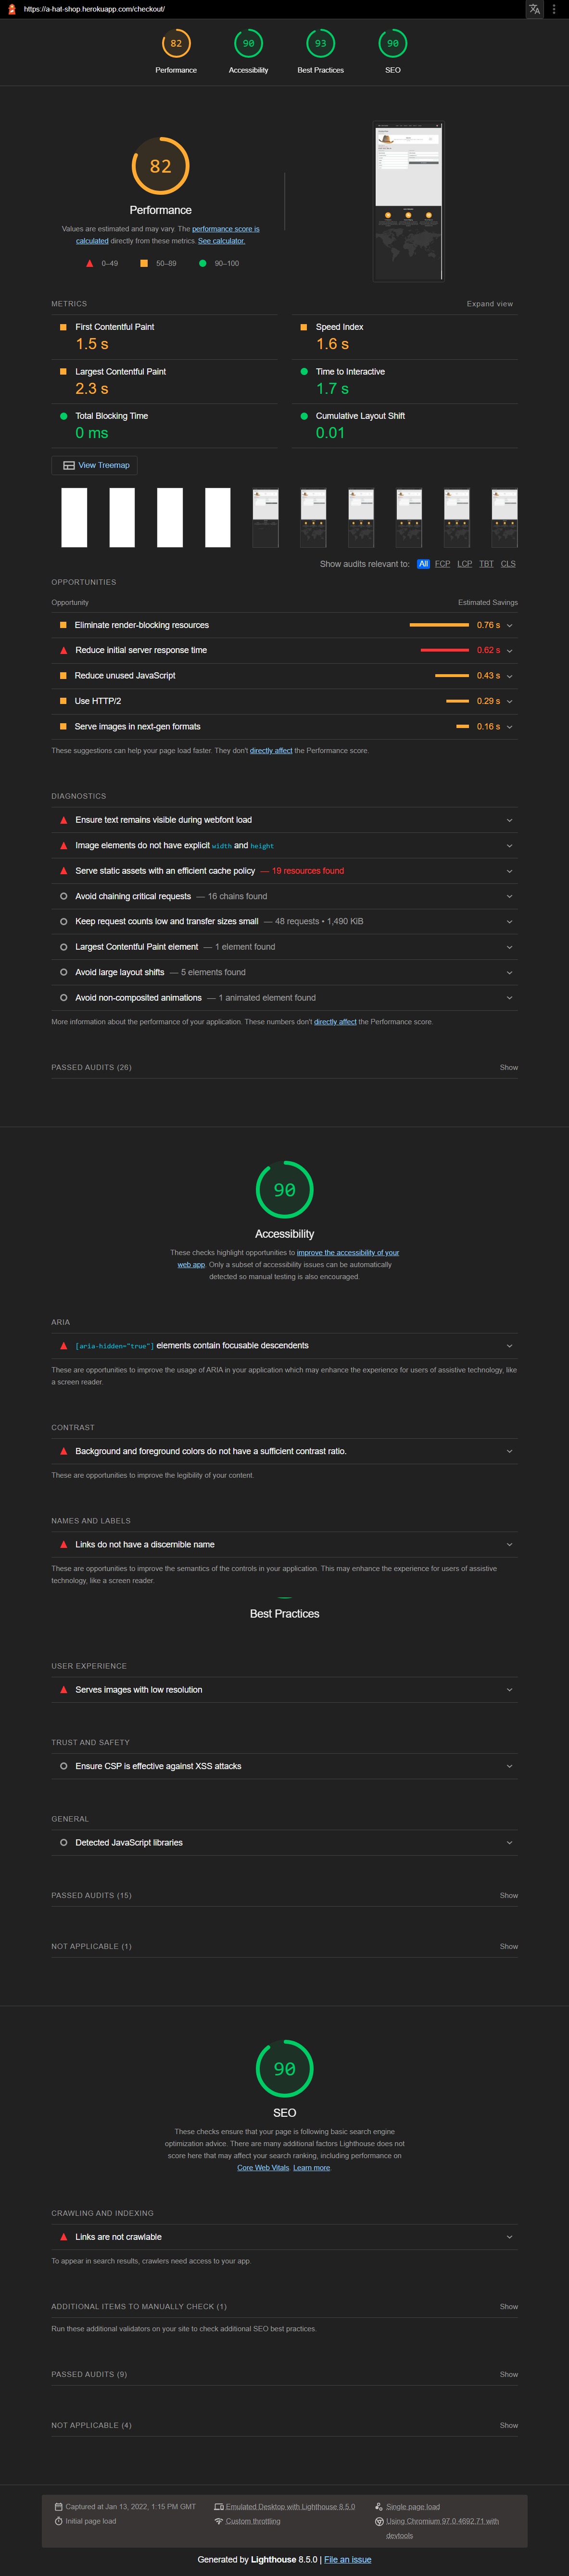 https://a-hat-shop.herokuapp.com/checkout/
82 90 93 90
Performance Accessibility Best Practices SEO
82
Performance
Values are estimated and may vary. The performance score is
calculated directly from these metrics. See calculator.
0–49 50–89 90–100
METRICS Expand view
First Contentful Paint Speed Index
1.5 s 1.6 s
Largest Contentful Paint Time to Interactive
2.3 s 1.7 s
Total Blocking Time Cumulative Layout Shift
0 ms 0.01
View Treemap
Show audits relevant to: All FCP LCP TBT CLS
OPPORTUNITIES
Opportunity Estimated Savings
Eliminate render-blocking resources 0.76 s
Reduce initial server response time 0.62 s
Reduce unused JavaScript 0.43 s
Use HTTP/2 0.29 s
Serve images in next-gen formats 0.16 s
These suggestions can help your page load faster. They don't directly affect the Performance score.
DIAGNOSTICS
Ensure text remains visible during webfont load
Image elements do not have explicit width and height
Serve static assets with an efficient cache policy — 19 resources found
Avoid chaining critical requests — 16 chains found
Keep request counts low and transfer sizes small — 48 requests • 1,490 KiB
Largest Contentful Paint element — 1 element found
Avoid large layout shifts — 5 elements found
Avoid non-composited animations — 1 animated element found
More information about the performance of your application. These numbers don't directly affect the Performance score.
PASSED AUDITS (26) Show
90
Accessibility
These checks highlight opportunities to improve the accessibility of your
web app. Only a subset of accessibility issues can be automatically
detected so manual testing is also encouraged.
ARIA
[aria-hidden="true"] elements contain focusable descendents
These are opportunities to improve the usage of ARIA in your application which may enhance the experience for users of assistive technology, like
a screen reader.
CONTRAST
Background and foreground colors do not have a sufficient contrast ratio.
These are opportunities to improve the legibility of your content.
NAMES AND LABELS
Links do not have a discernible name
These are opportunities to improve the semantics of the controls in your application. This may enhance the experience for users of assistive
technology, like a screen reader.
Best Practices
USER EXPERIENCE
Serves images with low resolution
TRUST AND SAFETY
Ensure CSP is effective against XSS attacks
GENERAL
Detected JavaScript libraries
PASSED AUDITS (15) Show
NOT APPLICABLE (1) Show
90
SEO
These checks ensure that your page is following basic search engine
optimization advice. There are many additional factors Lighthouse does not
score here that may affect your search ranking, including performance on
Core Web Vitals. Learn more.
CRAWLING AND INDEXING
Links are not crawlable
To appear in search results, crawlers need access to your app.
ADDITIONAL ITEMS TO MANUALLY CHECK (1) Show
Run these additional validators on your site to check additional SEO best practices.
PASSED AUDITS (9) Show
NOT APPLICABLE (4) Show
Captured at Jan 13, 2022, 1:15 PM GMT Emulated Desktop with Lighthouse 8.5.0 Single page load
Initial page load Custom throttling Using Chromium 97.0.4692.71 with
devtools
Generated by Lighthouse 8.5.0 | File an issue